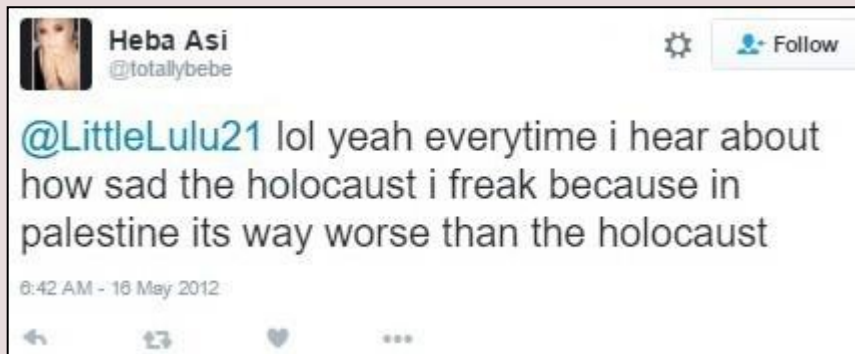 Heba Asi
@totallybebe
Follow
@LittleLulu21 lol yeah everytime i hear about
how sad the holocaust i freak because in
palestine its way worse than the holocaust
6:42 AM - 16 May 2012